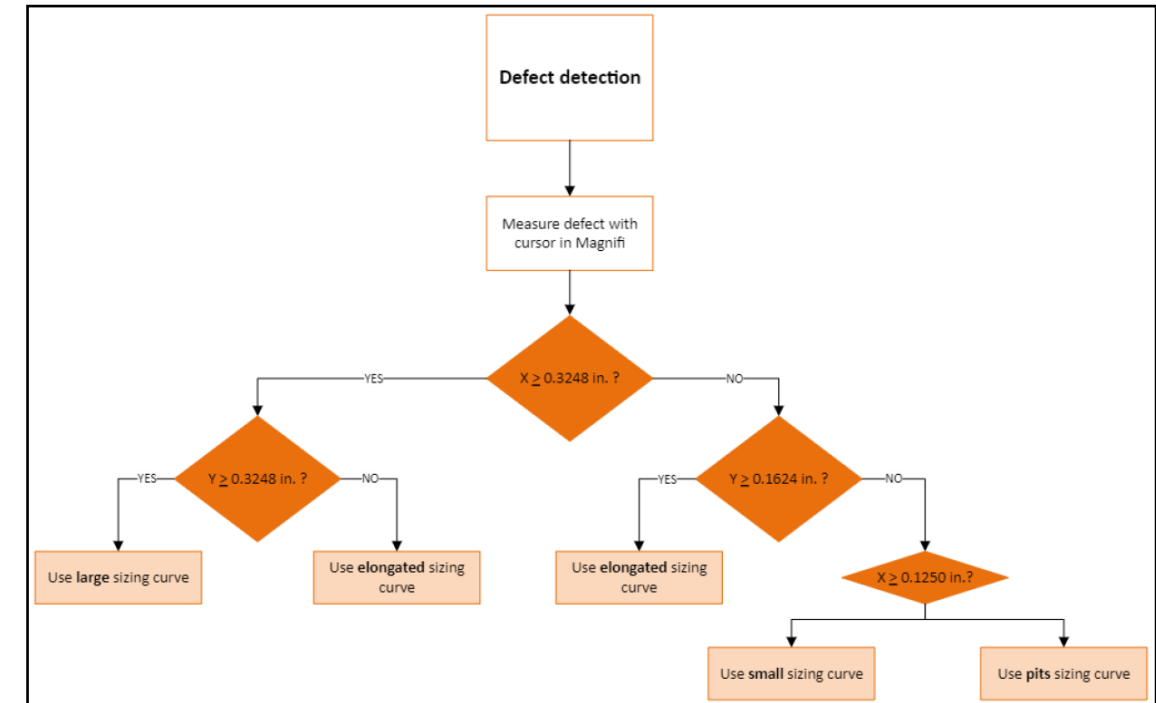 Defect detection
Measure defect with
cursor in Magnifi
X ≥ 0.3248 in. ?
YES
NO
Y ≥ 0.3248 in. ?
Y ≥ 0.1624 in. ?
YES
NO
YES
NO
Use large sizing curve
Use elongated sizing
curve
Use elongated sizing
curve
X ≥ 0.1250 in.?
Use small sizing curve
Use pits sizing curve